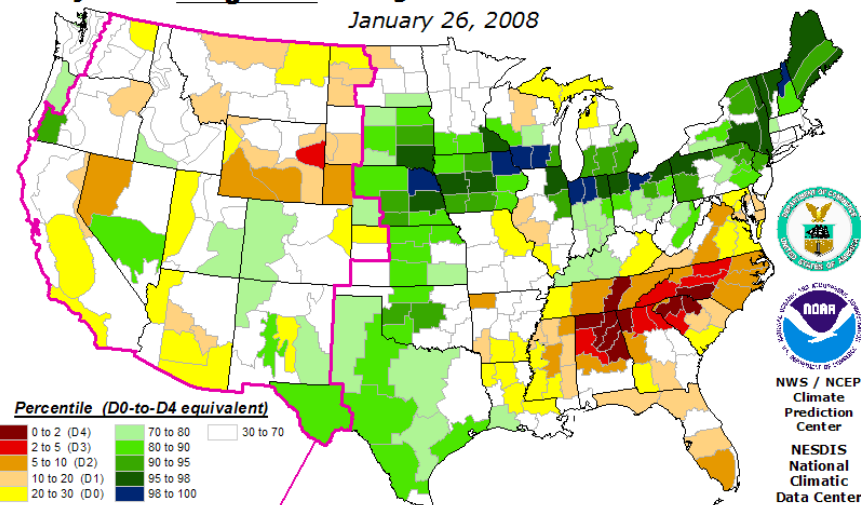 January 26, 2008
NOAA
NWS / NCEP
Climate
Prediction
Center
NESDIS
National
Climatic
Data Center
Percentile (D0-to-D4 equivalent)
0 to 2 (D4)
2 to 5 (D3)
5 to 10 (D2)
10 to 20 (D1)
20 to 30 (D0)
70 to 80
80 to 90
90 to 95
95 to 98
98 to 100
30 to 70